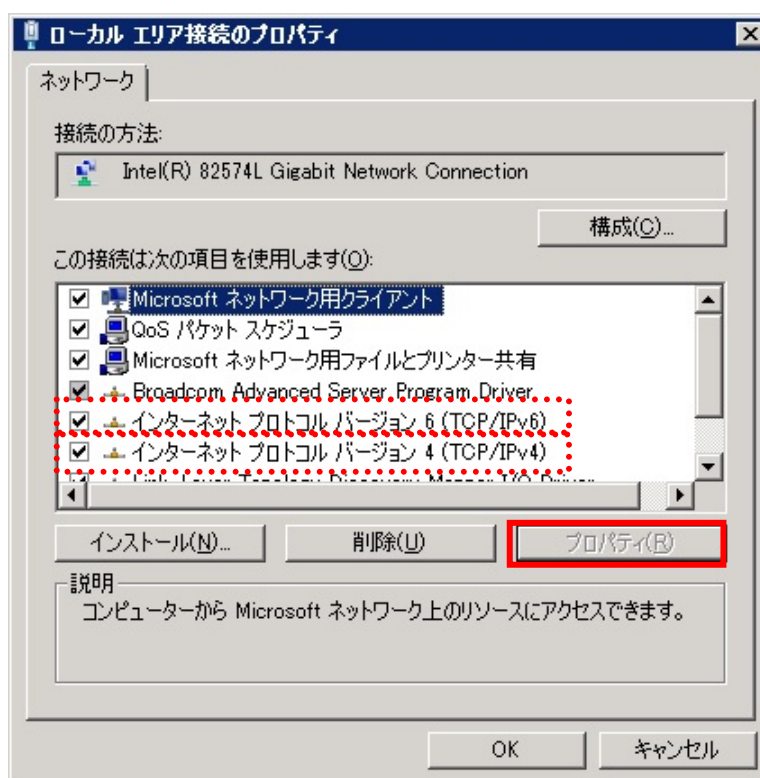 ローカル エリア接続のプロパティ
ネットワーク
接続の方法:
Intel(R) 82574L Gigabit Network Connection
構成(C)...
この接続は次の項目を使用します(O):
Microsoft ネットワーク用クライアント
QoS パケット スケジューラ
Microsoft ネットワーク用ファイルとプリンター共有
Broadcom Advanced Server Program Driver
インターネット プロトコル バージョン 6 (TCP/IPv6)
インターネット プロトコル バージョン 4 (TCP/IPv4)
Link-Layer Topology Discovery Mapper I/O Driver
インストール(N)...
削除(U)
プロパティ(R)
説明
コンピューターから Microsoft ネットワーク上のリソースにアクセスできます。
OK
キャンセル